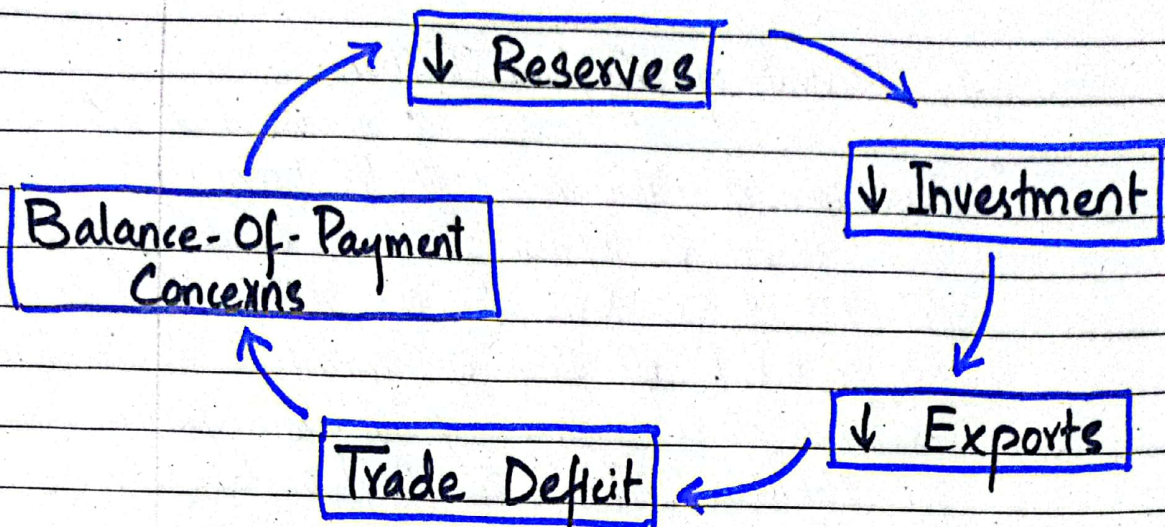 ↓ Reserves
↓ Investment
↓ Exports
Trade Deficit
Balance-Of-Payment
Concerns